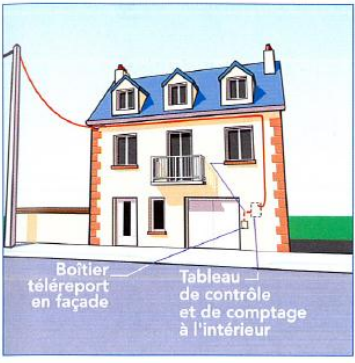 Boîtier
téléreport
en façade
Tableau
de contrôle
et de comptage
à l'intérieur